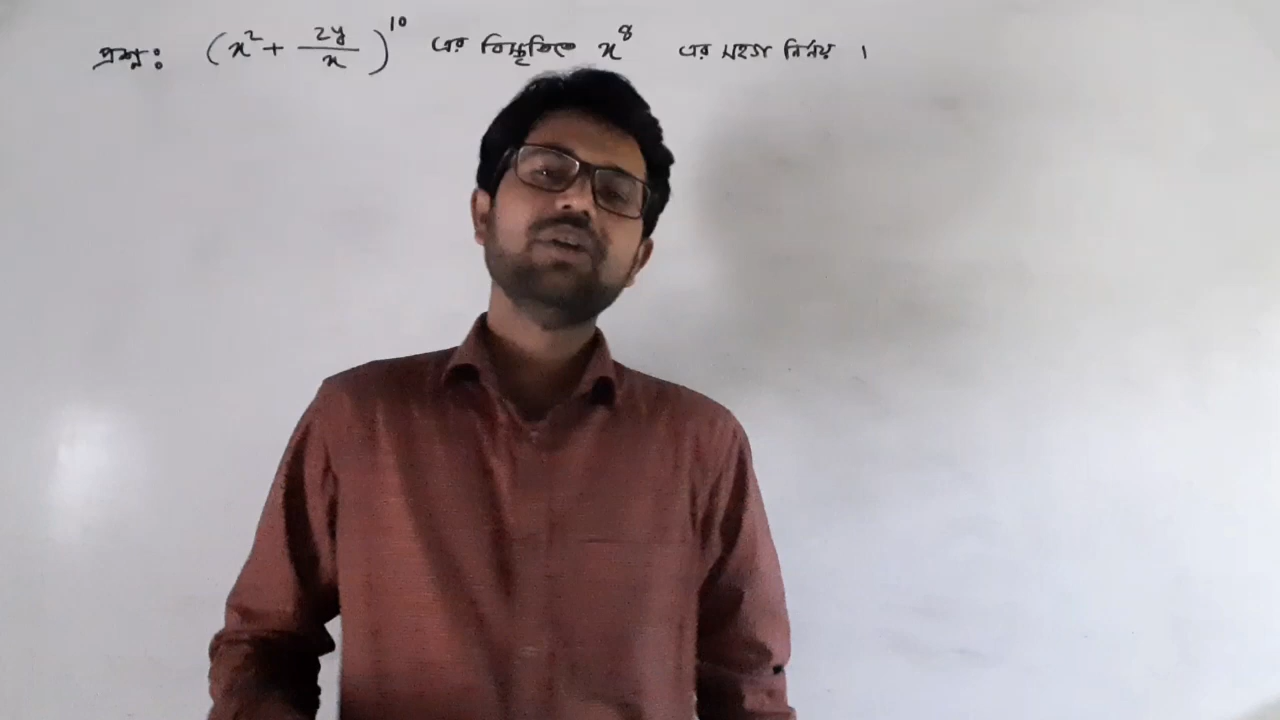 প্রশ্ন: (x² + 2y/x)¹⁰ এর বিস্তৃতিতে x⁸ এর সহগ নির্ণয় ।